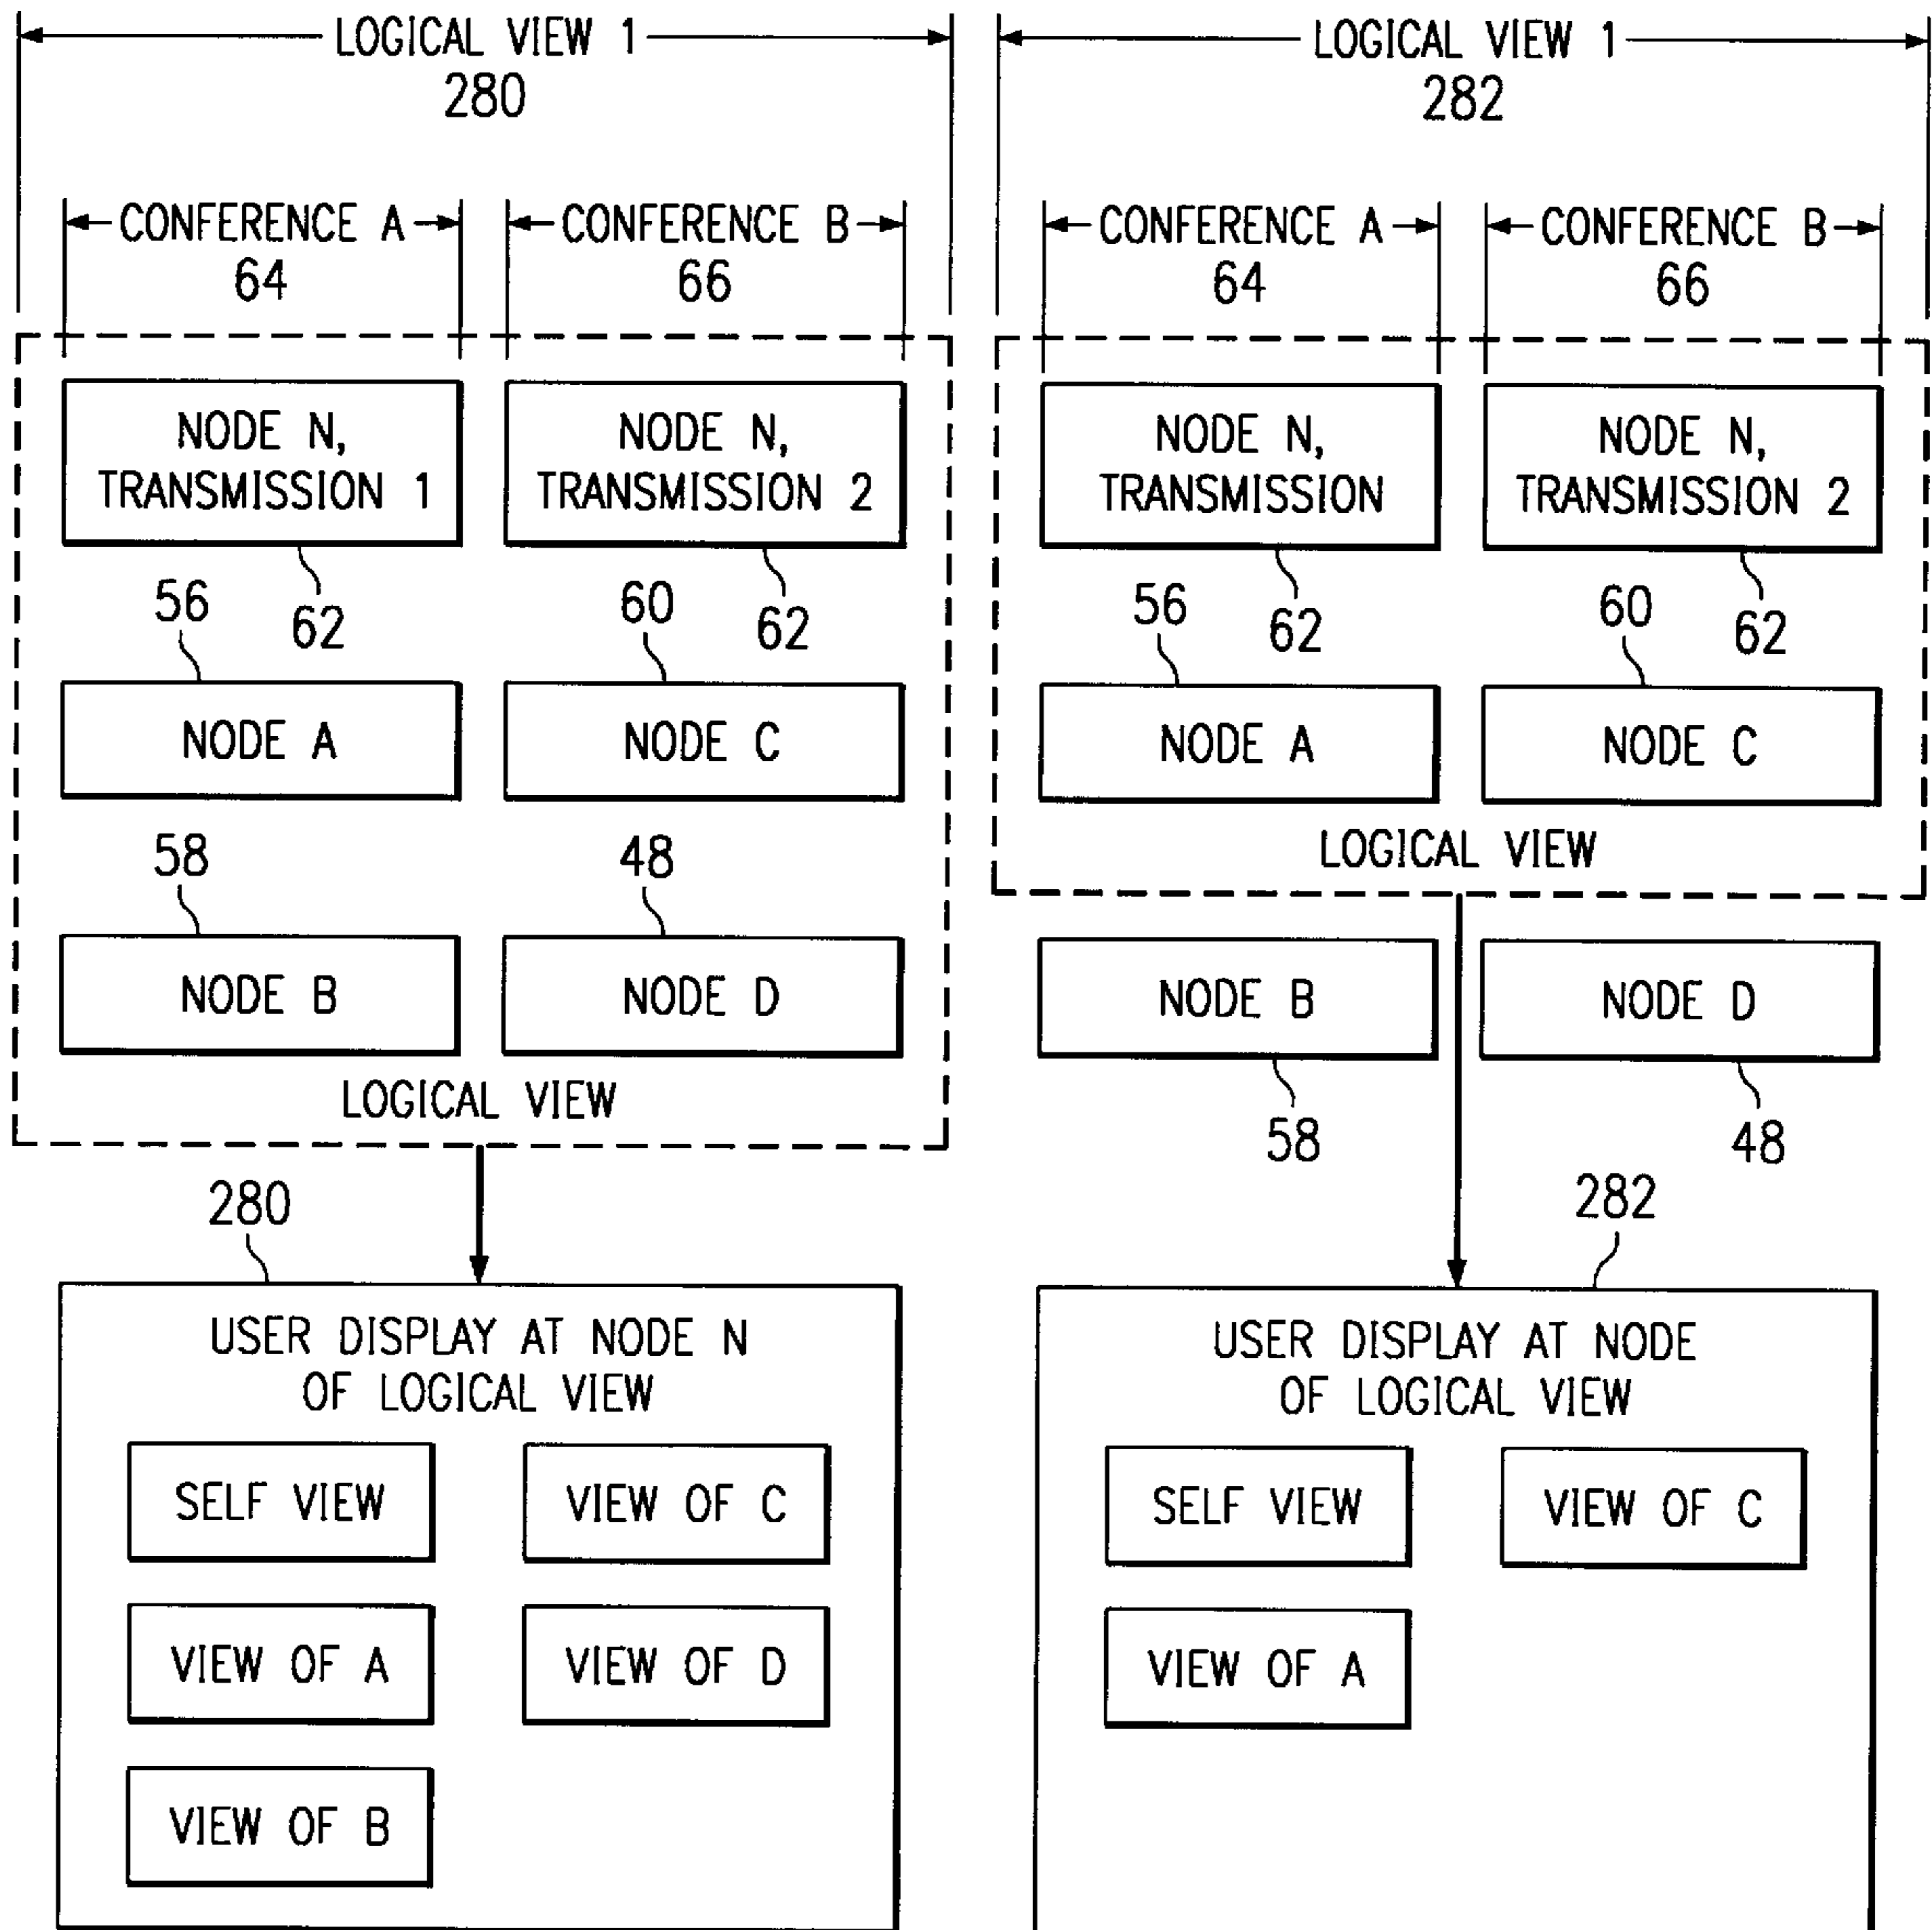 LOGICAL VIEW 1
280
CONFERENCE A
64
CONFERENCE B
66
NODE N,
TRANSMISSION 1
62
NODE N,
TRANSMISSION 2
62
56
NODE A
60
NODE C
58
NODE B
48
NODE D
LOGICAL VIEW
280
USER DISPLAY AT NODE N
OF LOGICAL VIEW
SELF VIEW
VIEW OF C
VIEW OF A
VIEW OF D
VIEW OF B
LOGICAL VIEW 1
282
CONFERENCE A
64
CONFERENCE B
66
NODE N,
TRANSMISSION
62
NODE N,
TRANSMISSION 2
62
56
NODE A
60
NODE C
LOGICAL VIEW
NODE B
58
NODE D
48
282
USER DISPLAY AT NODE
OF LOGICAL VIEW
SELF VIEW
VIEW OF C
VIEW OF A